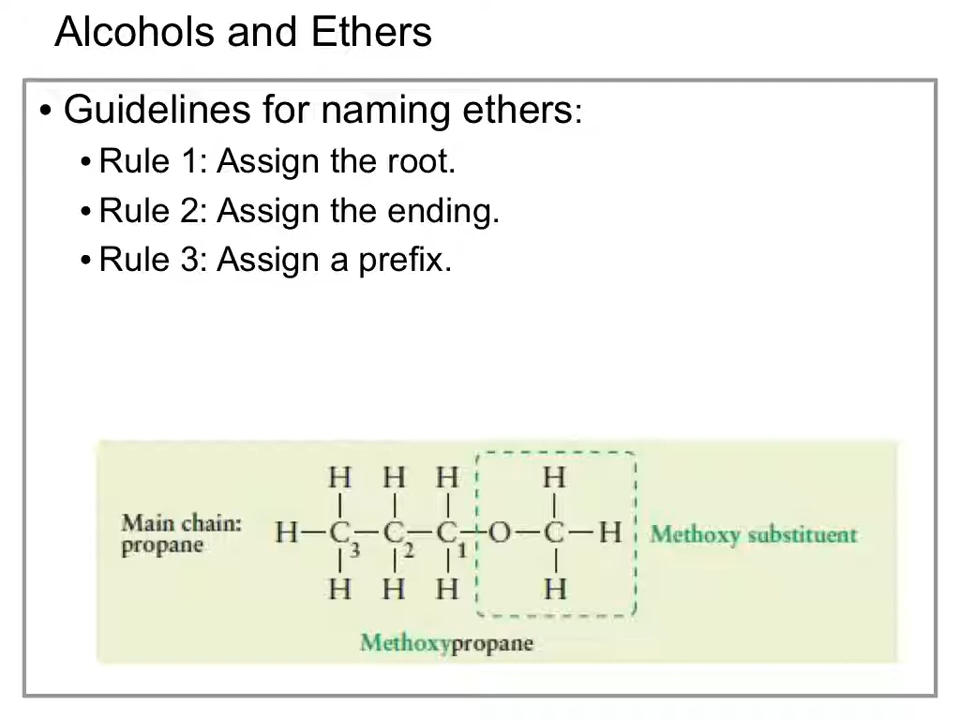 Alcohols and Ethers
• Guidelines for naming ethers:
• Rule 1: Assign the root.
• Rule 2: Assign the ending.
• Rule 3: Assign a prefix.
H H H H
Main chain:
propane
H—C—C—C—O—C—H
3 2 1
Methoxy substituent
H H H H
Methoxypropane